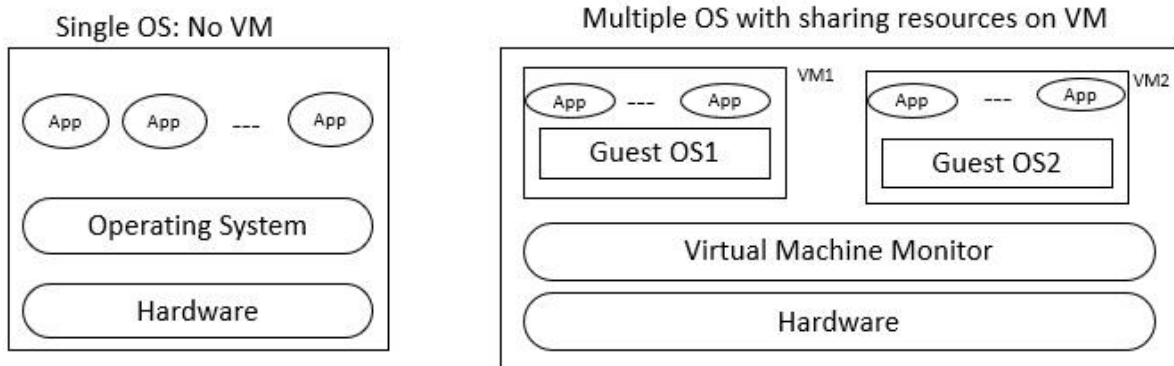 Single OS: No VM
App App --- App
Operating System
Hardware
Multiple OS with sharing resources on VM
VM1
App --- App
Guest OS1
VM2
App --- App
Guest OS2
Virtual Machine Monitor
Hardware